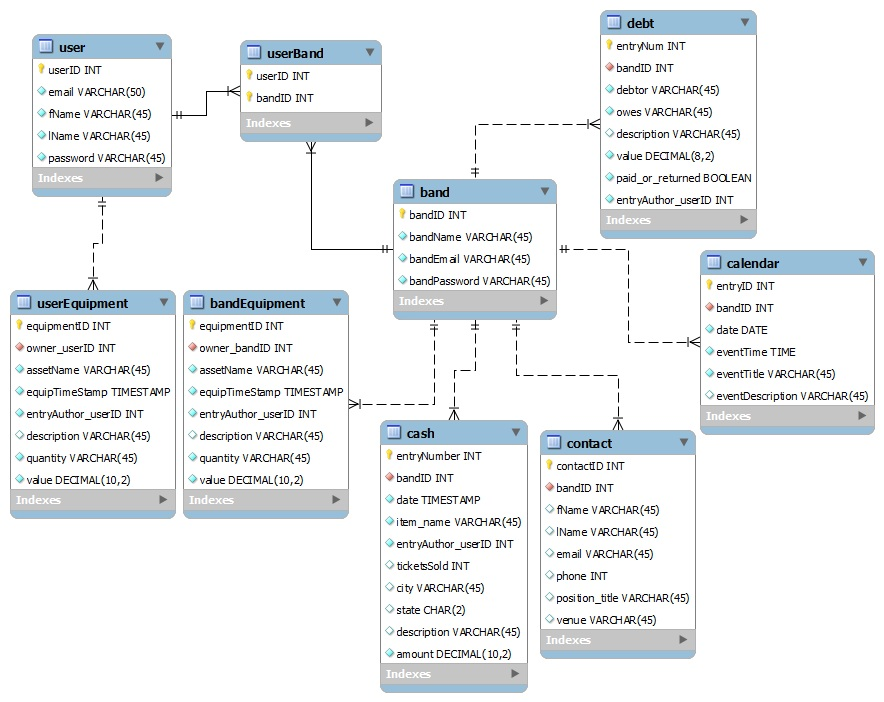 user
userID INT
email VARCHAR(50)
fName VARCHAR(45)
lName VARCHAR(45)
password VARCHAR(45)
Indexes
userBand
userID INT
bandID INT
Indexes
debt
entryNum INT
bandID INT
debtor VARCHAR(45)
owes VARCHAR(45)
description VARCHAR(45)
value DECIMAL(8,2)
paid_or_returned BOOLEAN
entryAuthor_userID INT
Indexes
band
bandID INT
bandName VARCHAR(45)
bandEmail VARCHAR(45)
bandPassword VARCHAR(45)
Indexes
calendar
entryID INT
bandID INT
date DATE
eventTime TIME
eventTitle VARCHAR(45)
eventDescription VARCHAR(45)
Indexes
userEquipment
equipmentID INT
owner_userID INT
assetName VARCHAR(45)
equipTimeStamp TIMESTAMP
entryAuthor_userID INT
description VARCHAR(45)
quantity VARCHAR(45)
value DECIMAL(10,2)
Indexes
bandEquipment
equipmentID INT
owner_bandID INT
assetName VARCHAR(45)
equipTimeStamp TIMESTAMP
entryAuthor_userID INT
description VARCHAR(45)
quantity VARCHAR(45)
value DECIMAL(10,2)
Indexes
cash
entryNumber INT
bandID INT
date TIMESTAMP
item_name VARCHAR(45)
entryAuthor_userID INT
ticketsSold INT
city VARCHAR(45)
state CHAR(2)
description VARCHAR(45)
amount DECIMAL(10,2)
Indexes
contact
contactID INT
bandID INT
fName VARCHAR(45)
lName VARCHAR(45)
email VARCHAR(45)
phone INT
position_title VARCHAR(45)
venue VARCHAR(45)
Indexes